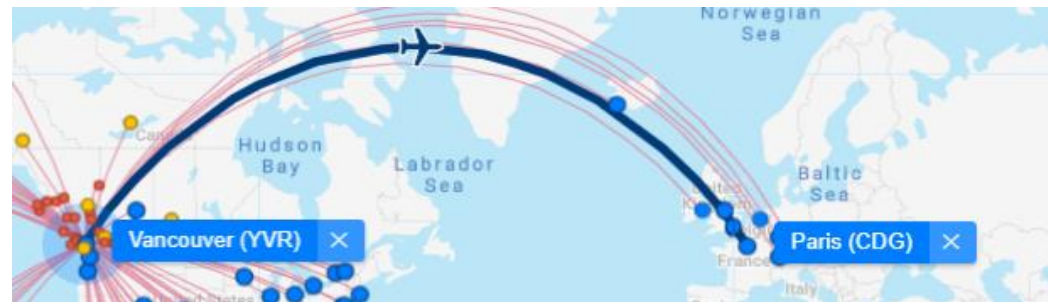 Norwegian
Sea
Hudson
Bay
Labrador
Sea
Baltic
Sea
Vancouver (YVR) ×
Paris (CDG) ×
France
Italy